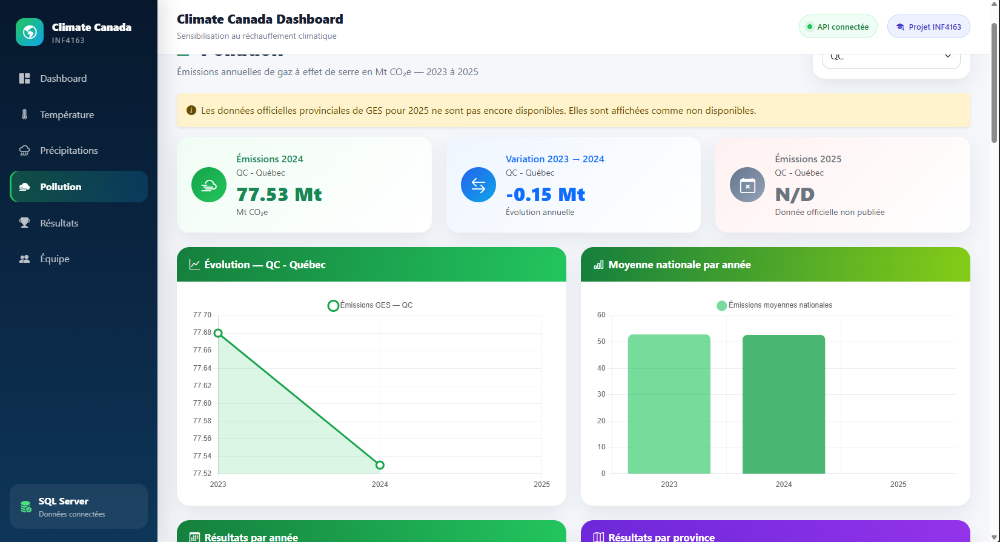 Climate Canada
INF4163
Dashboard
Température
Précipitations
Pollution
Résultats
Équipe
SQL Server
Données connectées
Climate Canada Dashboard
Sensibilisation au réchauffement climatique
API connectée
Projet INF4163
Pollution
QC
Émissions annuelles de gaz à effet de serre en Mt CO₂e — 2023 à 2025
Les données officielles provinciales de GES pour 2025 ne sont pas encore disponibles. Elles sont affichées comme non disponibles.
Émissions 2024
QC - Québec
77.53 Mt
Mt CO₂e
Variation 2023 → 2024
QC - Québec
-0.15 Mt
Évolution annuelle
Émissions 2025
QC - Québec
N/D
Donnée officielle non publiée
Évolution — QC - Québec
Émissions GES — QC
77.70
77.68
77.66
77.64
77.62
77.60
77.58
77.56
77.54
77.52
2023 2024 2025
Moyenne nationale par année
Émissions moyennes nationales
60
50
40
30
20
10
0
2023 2024 2025
Résultats par année
Résultats par province